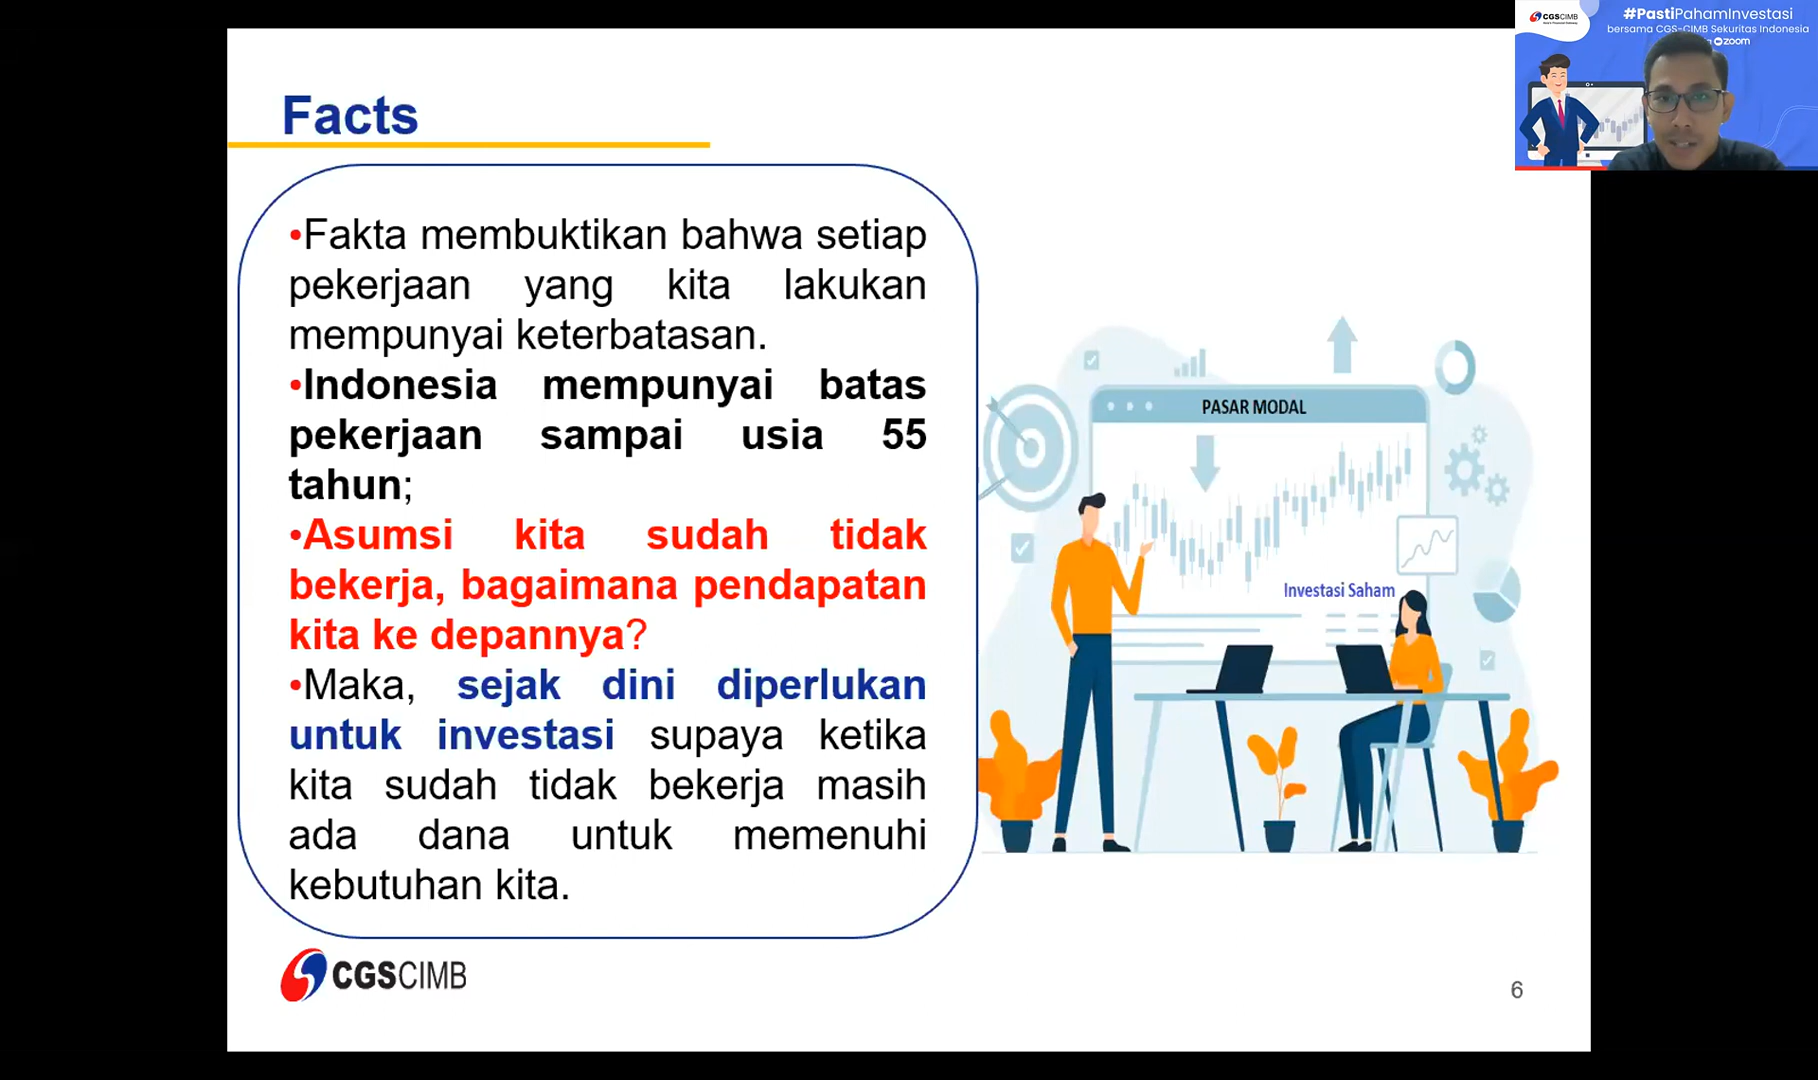 Facts
•Fakta membuktikan bahwa setiap
pekerjaan yang kita lakukan
mempunyai keterbatasan.
•Indonesia mempunyai batas
pekerjaan sampai usia 55
tahun;
•Asumsi kita sudah tidak
bekerja, bagaimana pendapatan
kita ke depannya?
•Maka, sejak dini diperlukan
untuk investasi supaya ketika
kita sudah tidak bekerja masih
ada dana untuk memenuhi
kebutuhan kita.
PASAR MODAL
Investasi Saham
CGSCIMB
6
CGSCIMB
#PastiPahamInvestasi
bersama CGS-CIMB Sekuritas Indonesia
zoom